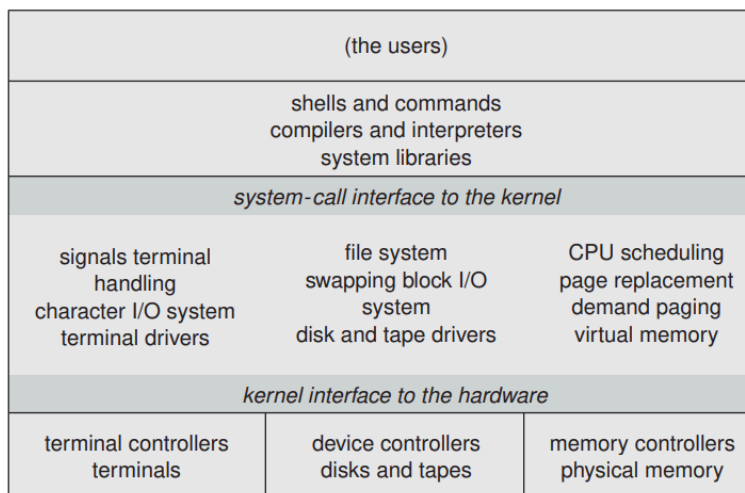 (the users)
shells and commands
compilers and interpreters
system libraries
system-call interface to the kernel
signals terminal
handling
character I/O system
terminal drivers
file system
swapping block I/O
system
disk and tape drivers
CPU scheduling
page replacement
demand paging
virtual memory
kernel interface to the hardware
terminal controllers
terminals
device controllers
disks and tapes
memory controllers
physical memory